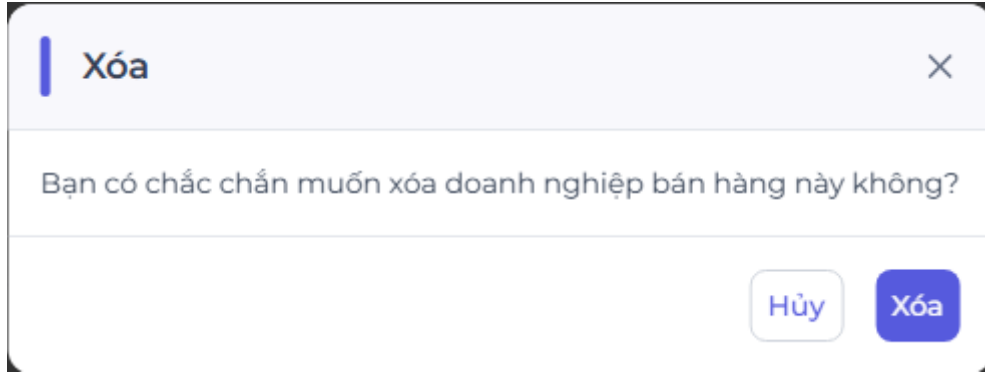 Xóa
Bạn có chắc chắn muốn xóa doanh nghiệp bán hàng này không?
Hủy
Xóa